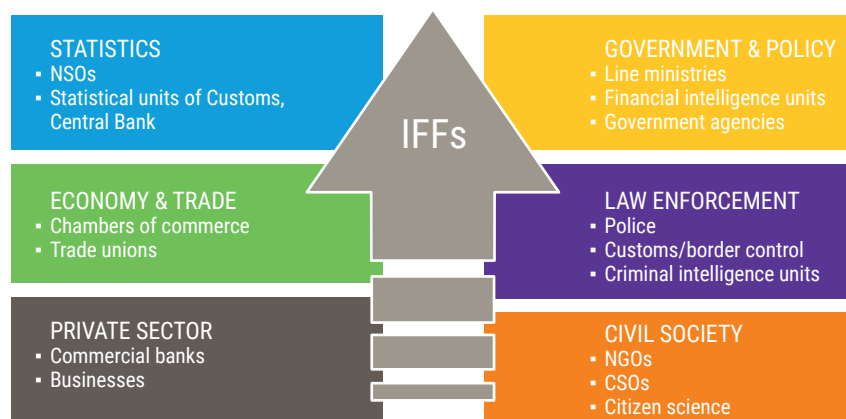 STATISTICS
▪ NSOs
▪ Statistical units of Customs,
Central Bank
GOVERNMENT & POLICY
▪ Line ministries
▪ Financial intelligence units
▪ Government agencies
IFFs
ECONOMY & TRADE
▪ Chambers of commerce
▪ Trade unions
LAW ENFORCEMENT
▪ Police
▪ Customs/border control
▪ Criminal intelligence units
PRIVATE SECTOR
▪ Commercial banks
▪ Businesses
CIVIL SOCIETY
▪ NGOs
▪ CSOs
▪ Citizen science